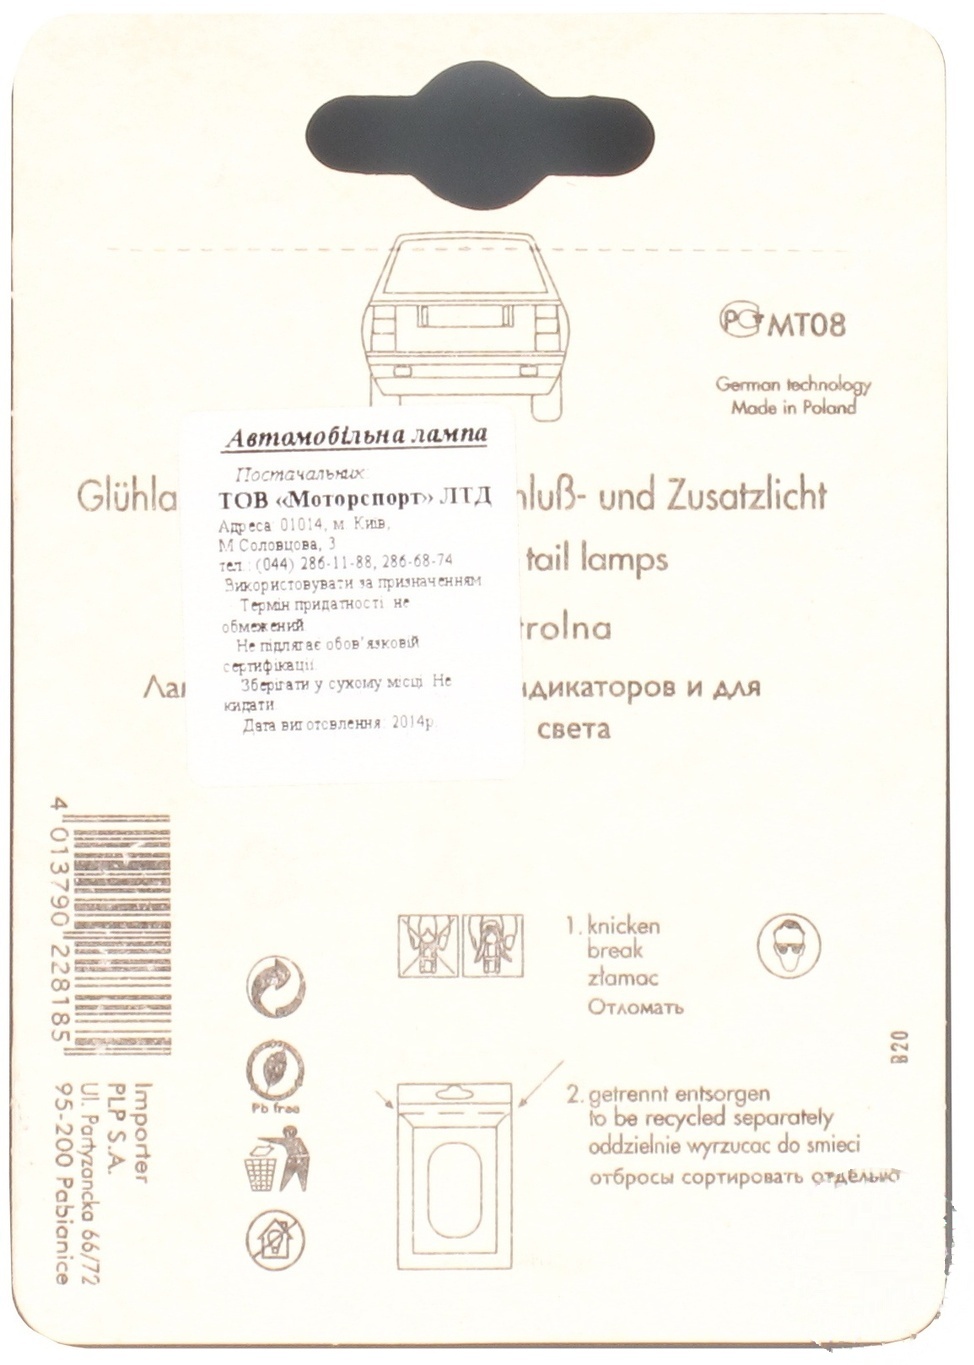 РСТ МТ08
German technology
Made in Poland
Автомобільна лампа
Постачальник:
ТОВ «Моторспорт» ЛТД
Адреса: 01014, м. Київ,
М.Соловцова, 3
тел.: (044) 286-11-88, 286-68-74
Використовувати за призначенням
Термін придатності: не
обмежений
Не підлягає обов'язковій
сертифікації
Зберігати у сухому місці. Не
кидати.
Дата виготовлення: 2014р.
Glühla
hluß- und Zusatzlicht
tail lamps
trolna
Лам
ндикаторов и для
света
4 013790 228185
Importer
PLP S.A.
Ul. Partyzancka 66/72
95-200 Pabianice
Pb free
1. knicken
break
złamac
Отломать
B20
2. getrennt entsorgen
to be recycled separately
oddzielnie wyrzucac do smieci
отбросы сортировать отдельно